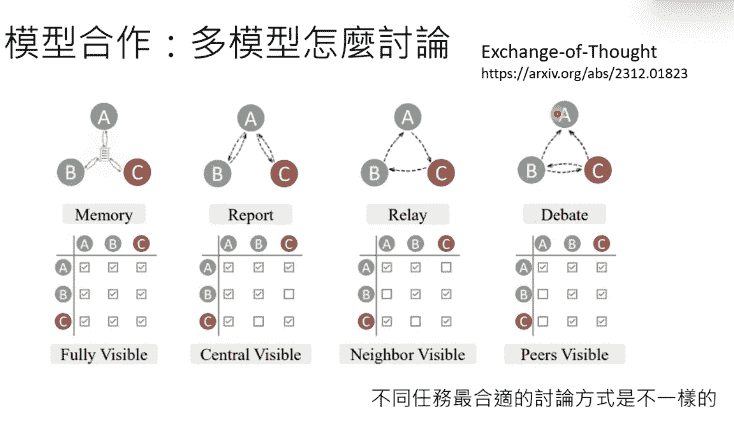 模型合作：多模型怎麼討論
Exchange-of-Thought
https://arxiv.org/abs/2312.01823
A
B C
A
B C
A
B C
A
B C
Memory Report Relay Debate
A B C A B C A B C A B C
A A A A
B B B B
C C C C
Fully Visible Central Visible Neighbor Visible Peers Visible
不同任務最合適的討論方式是不一樣的